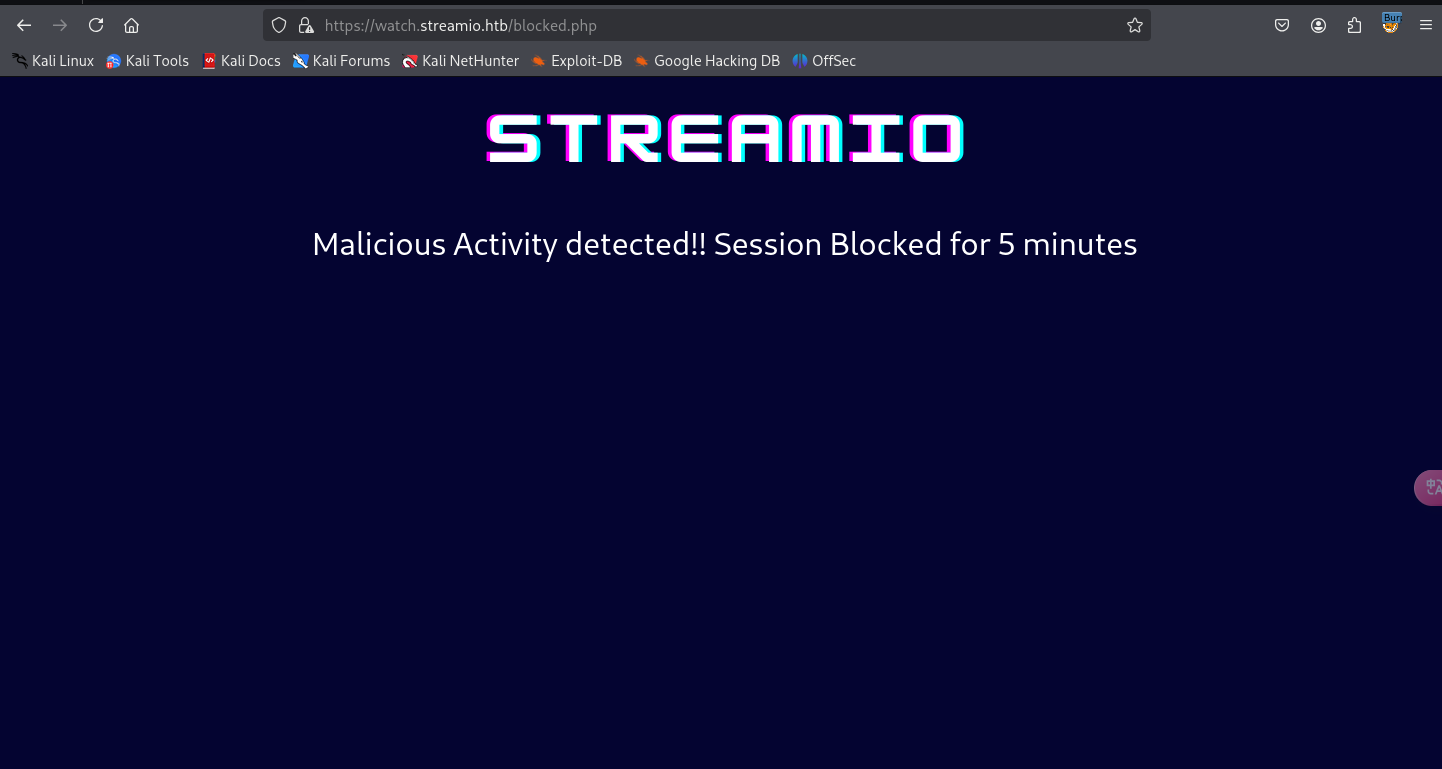 https://watch.streamio.htb/blocked.php
Kali Linux Kali Tools Kali Docs Kali Forums Kali NetHunter Exploit-DB Google Hacking DB OffSec
STREAMIO
Malicious Activity detected!! Session Blocked for 5 minutes